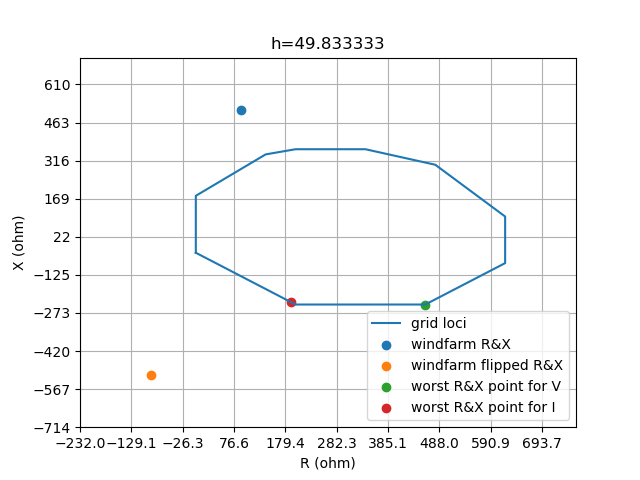 h=49.833333
610
463
316
169
22
−125
−273
−420
−567
−714
X (ohm)
grid loci
windfarm R&X
windfarm flipped R&X
worst R&X point for V
worst R&X point for I
−232.0 −129.1 −26.3 76.6 179.4 282.3 385.1 488.0 590.9 693.7
R (ohm)